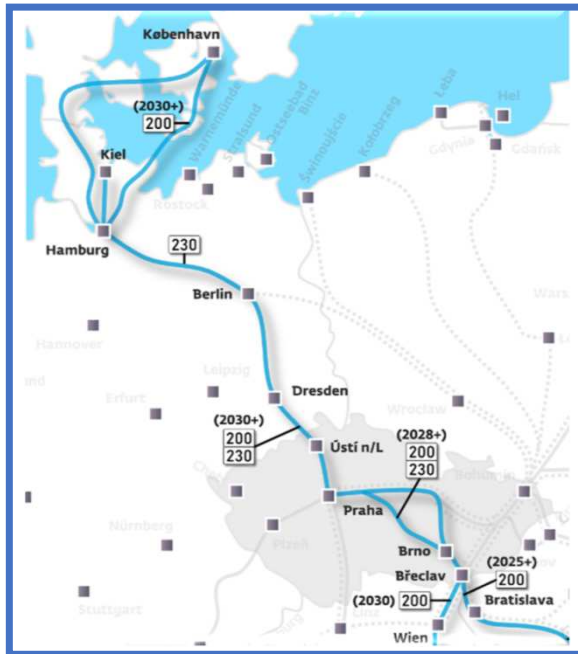 København
(2030+)
200
Warnemünde
Stralsund
Ostseebad
Binz
Świnoujście
Kołobrzeg
Łeba
Hel
Gdynia
Gdańsk
Kiel
Rostock
Hamburg
230
Berlin
Hannover
Leipzig
Dresden
Erfurt
Wrocław
(2030+)
200
230
Ústí n/L
(2028+)
200
230
Praha
Plzeň
Nürnberg
Brno
Břeclav
(2025+)
200
(2030) 200
Bratislava
Stuttgart
Linz
Wien